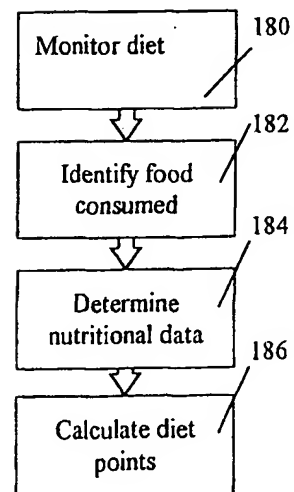 180
Monitor diet
182
Identify food
consumed
184
Determine
nutritional data
186
Calculate diet
points